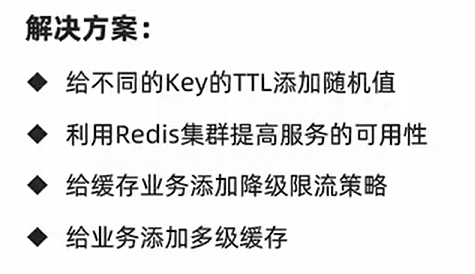 解决方案：
◆ 给不同的Key的TTL添加随机值
◆ 利用Redis集群提高服务的可用性
◆ 给缓存业务添加降级限流策略
◆ 给业务添加多级缓存